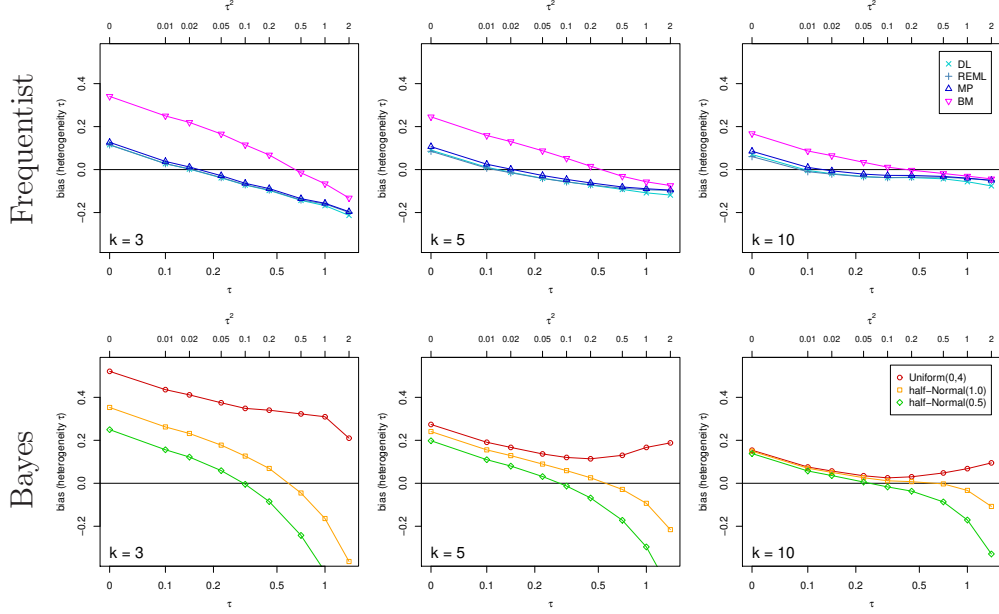 τ²
0 0.01 0.02 0.05 0.1 0.2 0.5 1 2
τ²
0 0.01 0.02 0.05 0.1 0.2 0.5 1 2
τ²
0 0.01 0.02 0.05 0.1 0.2 0.5 1 2
Frequentist
bias (heterogeneity τ)
−0.2 0.0 0.2 0.4
k = 3
0 0.1 0.2 0.5 1
τ
bias (heterogeneity τ)
−0.2 0.0 0.2 0.4
k = 5
0 0.1 0.2 0.5 1
τ
bias (heterogeneity τ)
−0.2 0.0 0.2 0.4
DL
REML
MP
BM
k = 10
0 0.1 0.2 0.5 1
τ
τ²
0 0.01 0.02 0.05 0.1 0.2 0.5 1 2
τ²
0 0.01 0.02 0.05 0.1 0.2 0.5 1 2
τ²
0 0.01 0.02 0.05 0.1 0.2 0.5 1 2
Bayes
bias (heterogeneity τ)
−0.2 0.0 0.2 0.4
k = 3
0 0.1 0.2 0.5 1
τ
bias (heterogeneity τ)
−0.2 0.0 0.2 0.4
k = 5
0 0.1 0.2 0.5 1
τ
bias (heterogeneity τ)
−0.2 0.0 0.2 0.4
Uniform(0,4)
half−Normal(1.0)
half−Normal(0.5)
k = 10
0 0.1 0.2 0.5 1
τ